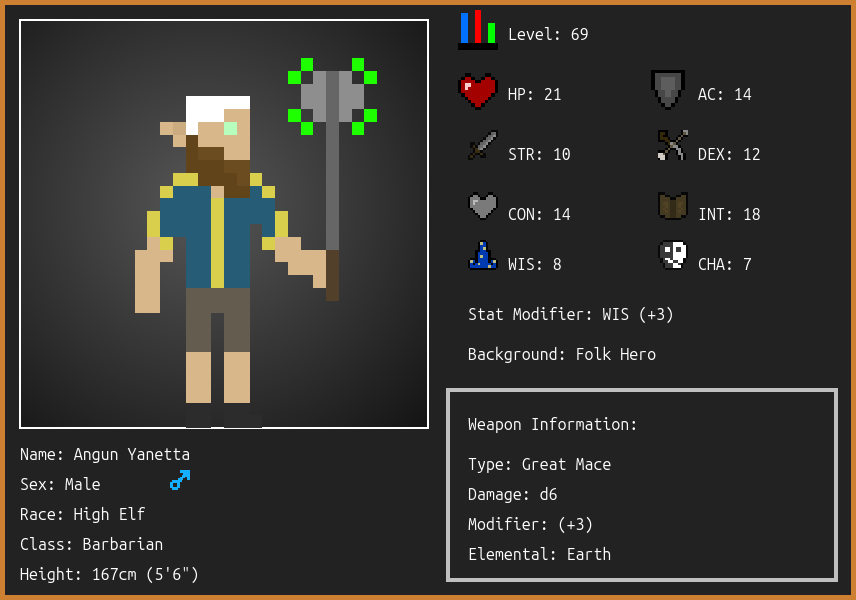 Level: 69
HP: 21
AC: 14
STR: 10
DEX: 12
CON: 14
INT: 18
WIS: 8
CHA: 7
Stat Modifier: WIS (+3)
Background: Folk Hero
Weapon Information:
Type: Great Mace
Damage: d6
Modifier: (+3)
Elemental: Earth
Name: Angun Yanetta
Sex: Male
Race: High Elf
Class: Barbarian
Height: 167cm (5'6")